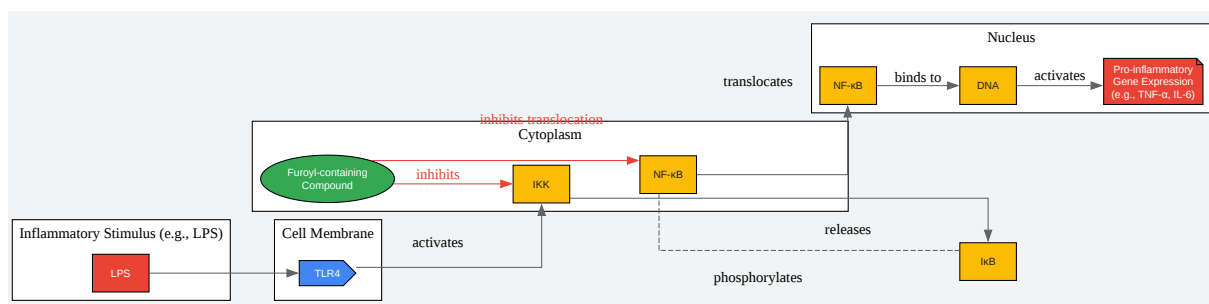 Nucleus
translocates
NF-κB
binds to
DNA
activates
Pro-inflammatory
Gene Expression
(e.g., TNF-α, IL-6)
inhibits translocation
Cytoplasm
Furoyl-containing
Compound
inhibits
IKK
NF-κB
Inflammatory Stimulus (e.g., LPS)
LPS
Cell Membrane
TLR4
activates
releases
phosphorylates
IκB